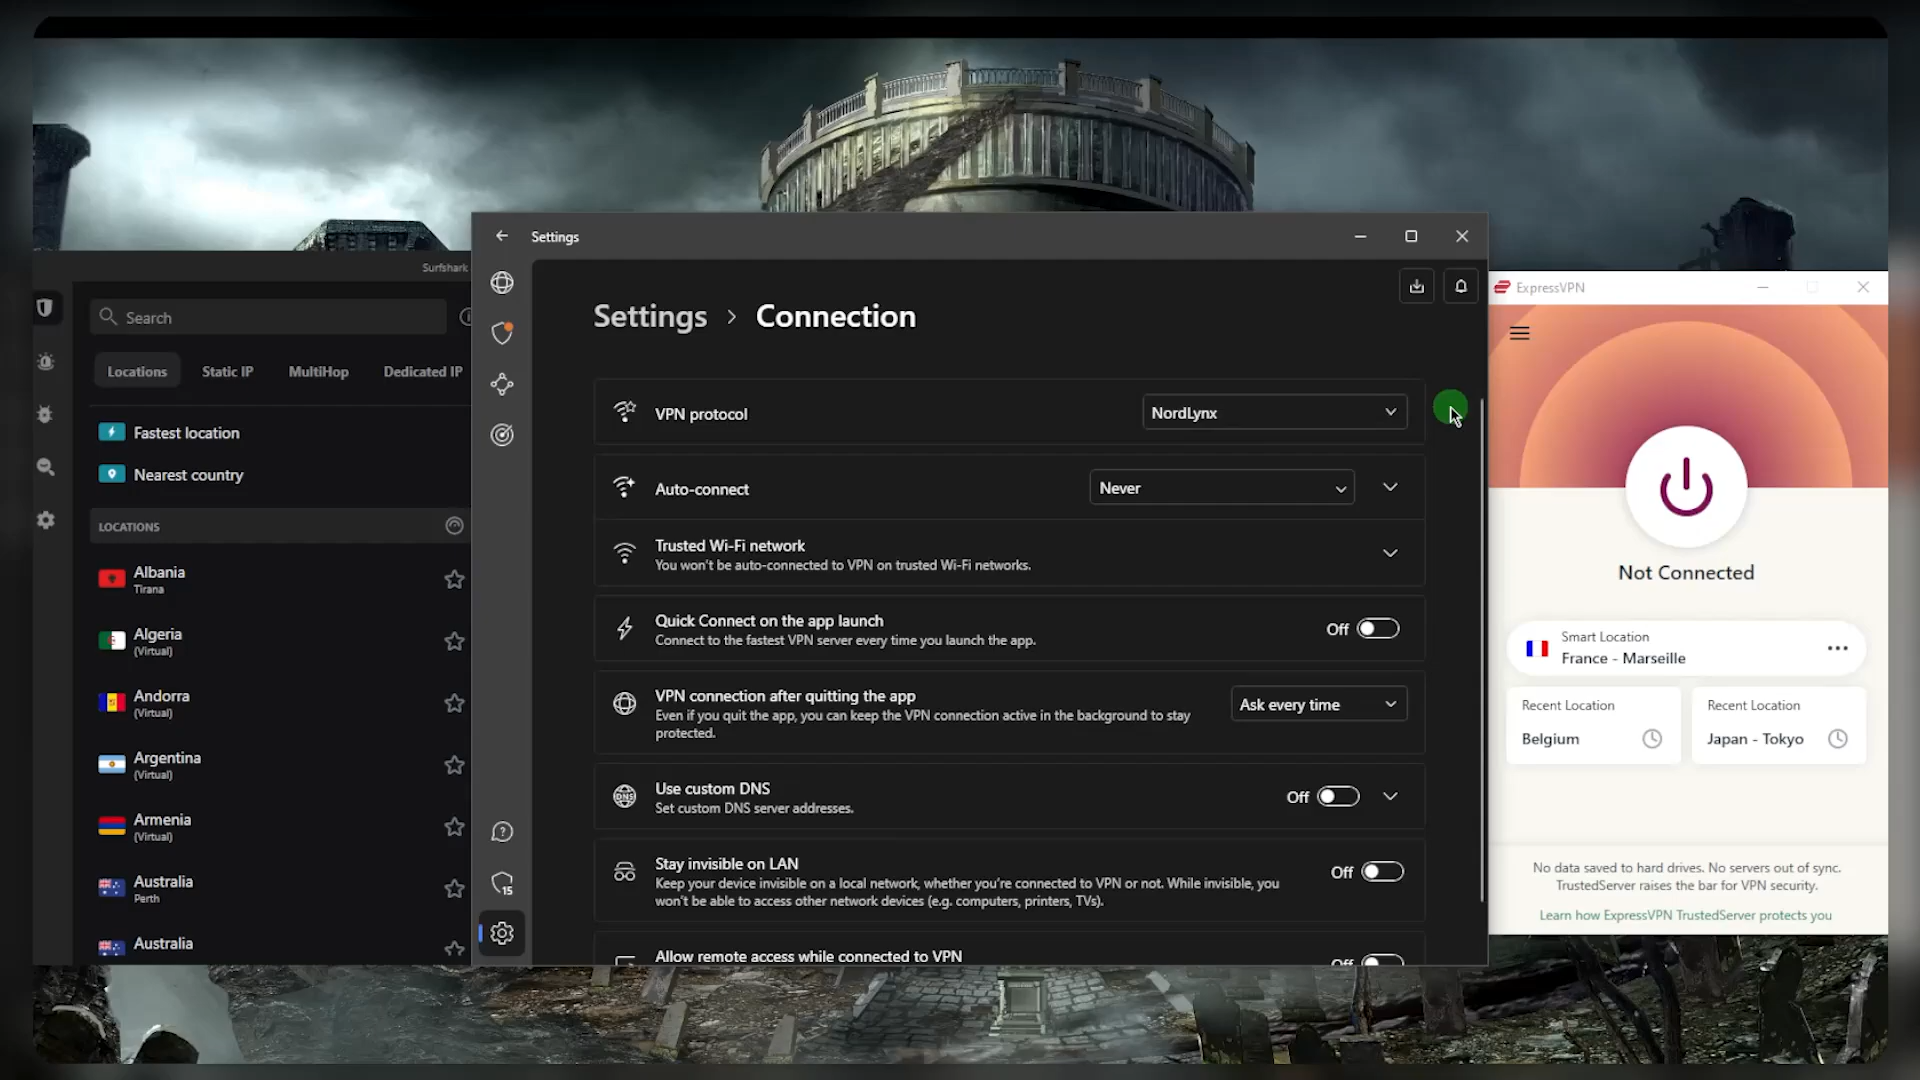 Surfshark
Search
Locations
Static IP
MultiHop
Dedicated IP
Fastest location
Nearest country
LOCATIONS
Albania
Tirana
Algeria
(Virtual)
Andorra
(Virtual)
Argentina
(Virtual)
Armenia
(Virtual)
Australia
Perth
Australia
Settings
Settings > Connection
VPN protocol
NordLynx
Auto-connect
Never
Trusted Wi-Fi network
You won't be auto-connected to VPN on trusted Wi-Fi networks.
Quick Connect on the app launch
Connect to the fastest VPN server every time you launch the app.
Off
VPN connection after quitting the app
Even if you quit the app, you can keep the VPN connection active in the background to stay
protected.
Ask every time
Use custom DNS
Set custom DNS server addresses.
DNS
Off
Stay invisible on LAN
Keep your device invisible on a local network, whether you're connected to VPN or not. While invisible, you
won't be able to access other network devices (e.g. computers, printers, TVs).
Off
15
Allow remote access while connected to VPN
Off
ExpressVPN
Not Connected
Smart Location
France - Marseille
Recent Location
Belgium
Recent Location
Japan - Tokyo
No data saved to hard drives. No servers out of sync.
TrustedServer raises the bar for VPN security.
Learn how ExpressVPN TrustedServer protects you